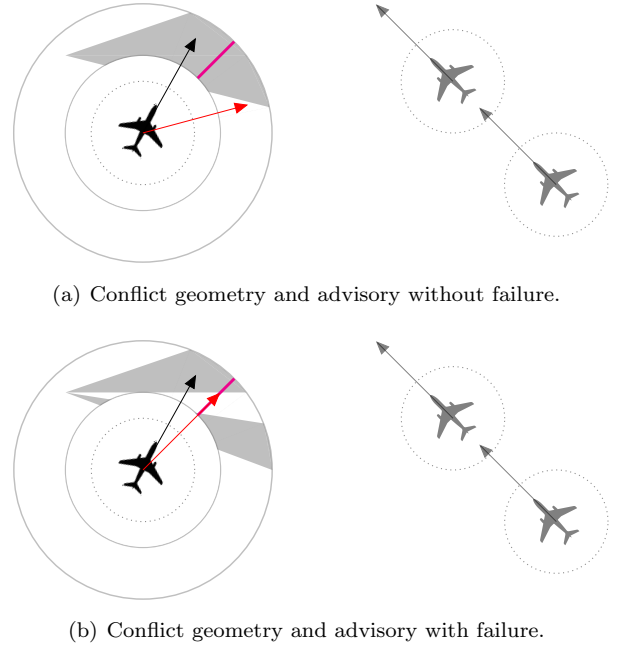 (a) Conflict geometry and advisory without failure.
(b) Conflict geometry and advisory with failure.